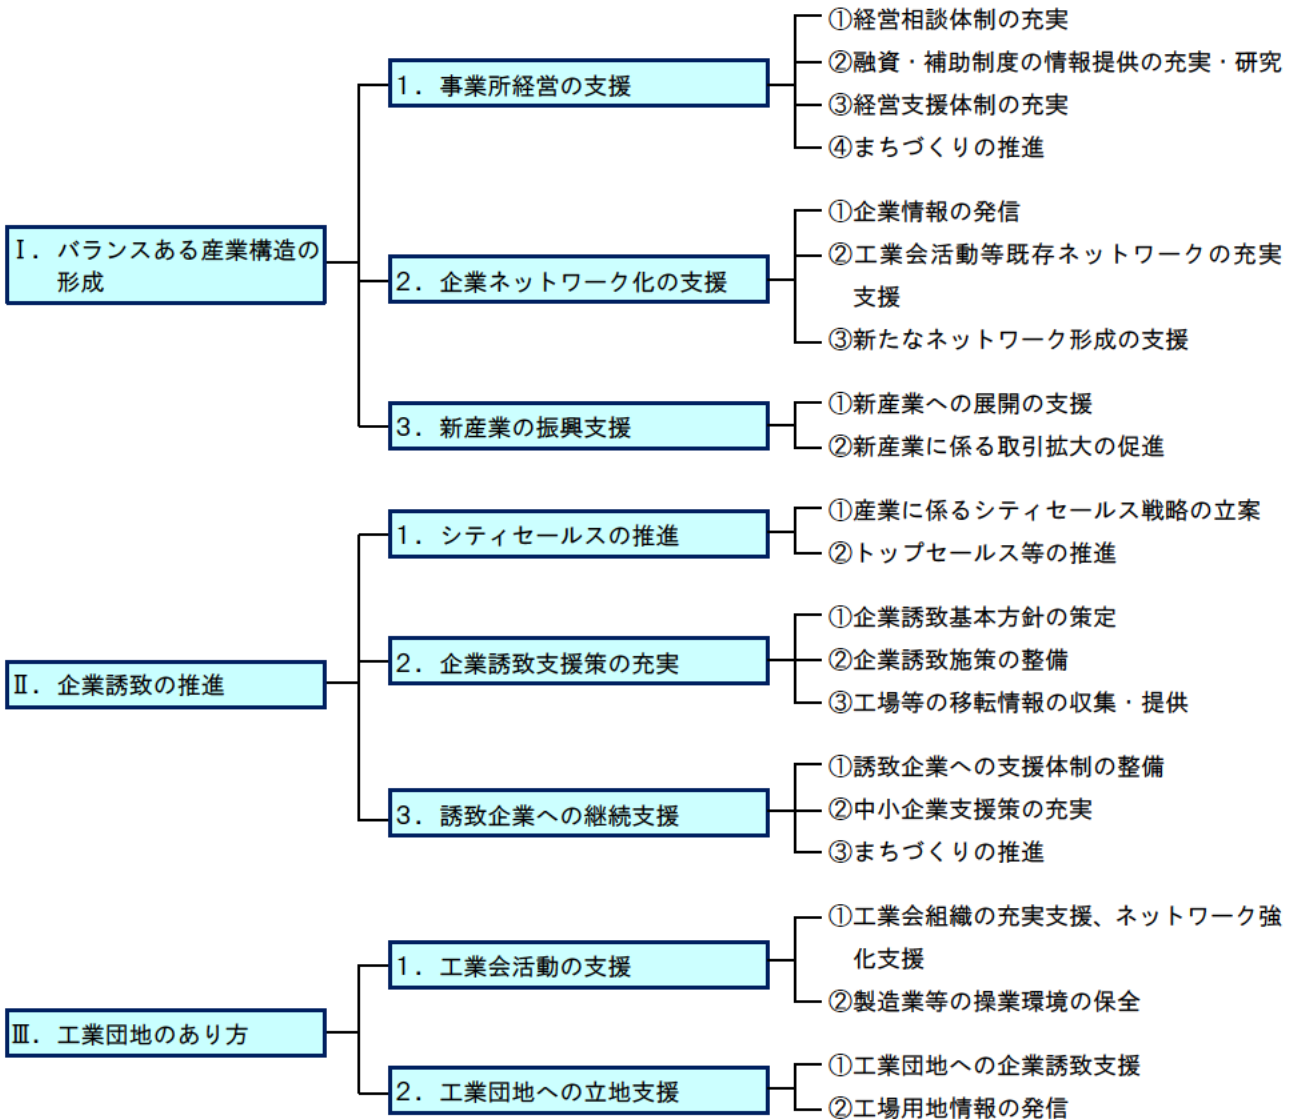 Ⅰ．バランスある産業構造の
形成
1．事業所経営の支援
①経営相談体制の充実
②融資・補助制度の情報提供の充実・研究
③経営支援体制の充実
④まちづくりの推進
2．企業ネットワーク化の支援
①企業情報の発信
②工業会活動等既存ネットワークの充実
支援
③新たなネットワーク形成の支援
3．新産業の振興支援
①新産業への展開の支援
②新産業に係る取引拡大の促進
Ⅱ．企業誘致の推進
1．シティセールスの推進
①産業に係るシティセールス戦略の立案
②トップセールス等の推進
2．企業誘致支援策の充実
①企業誘致基本方針の策定
②企業誘致施策の整備
③工場等の移転情報の収集・提供
3．誘致企業への継続支援
①誘致企業への支援体制の整備
②中小企業支援策の充実
③まちづくりの推進
Ⅲ．工業団地のあり方
1．工業会活動の支援
①工業会組織の充実支援、ネットワーク強
化支援
②製造業等の操業環境の保全
2．工業団地への立地支援
①工業団地への企業誘致支援
②工場用地情報の発信